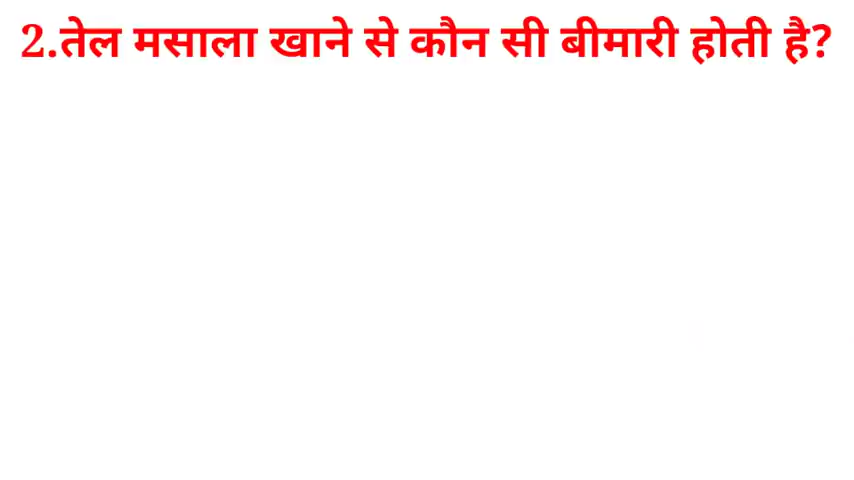 2.तेल मसाला खाने से कौन सी बीमारी होती है?